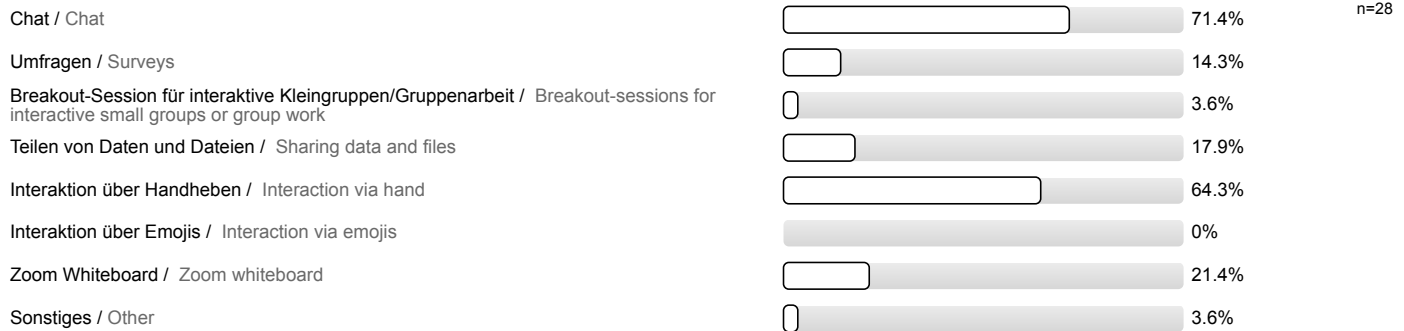 Chat / Chat 71.4% n=28
Umfragen / Surveys 14.3%
Breakout-Session für interaktive Kleingruppen/Gruppenarbeit / Breakout-sessions for
interactive small groups or group work 3.6%
Teilen von Daten und Dateien / Sharing data and files 17.9%
Interaktion über Handheben / Interaction via hand 64.3%
Interaktion über Emojis / Interaction via emojis 0%
Zoom Whiteboard / Zoom whiteboard 21.4%
Sonstiges / Other 3.6%